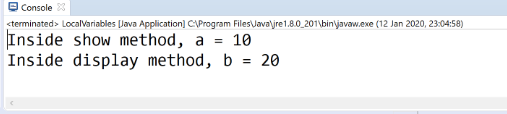 Console
<terminated> LocalVariables [Java Application] C:\Program Files\Java\jre1.8.0_201\bin\javaw.exe (12 Jan 2020, 23:04:58)
Inside show method, a = 10
Inside display method, b = 20